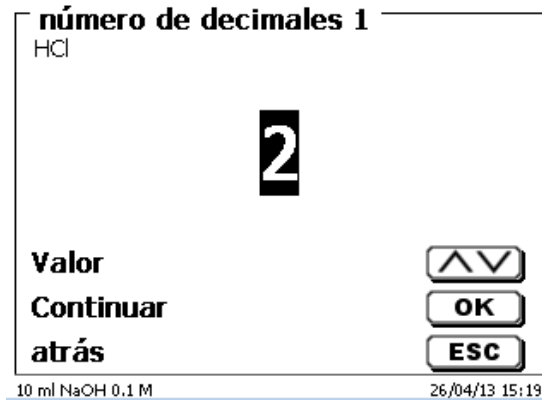 número de decimales 1
HCl
2
Valor
Continuar OK
atrás ESC
10 ml NaOH 0.1 M 26/04/13 15:19